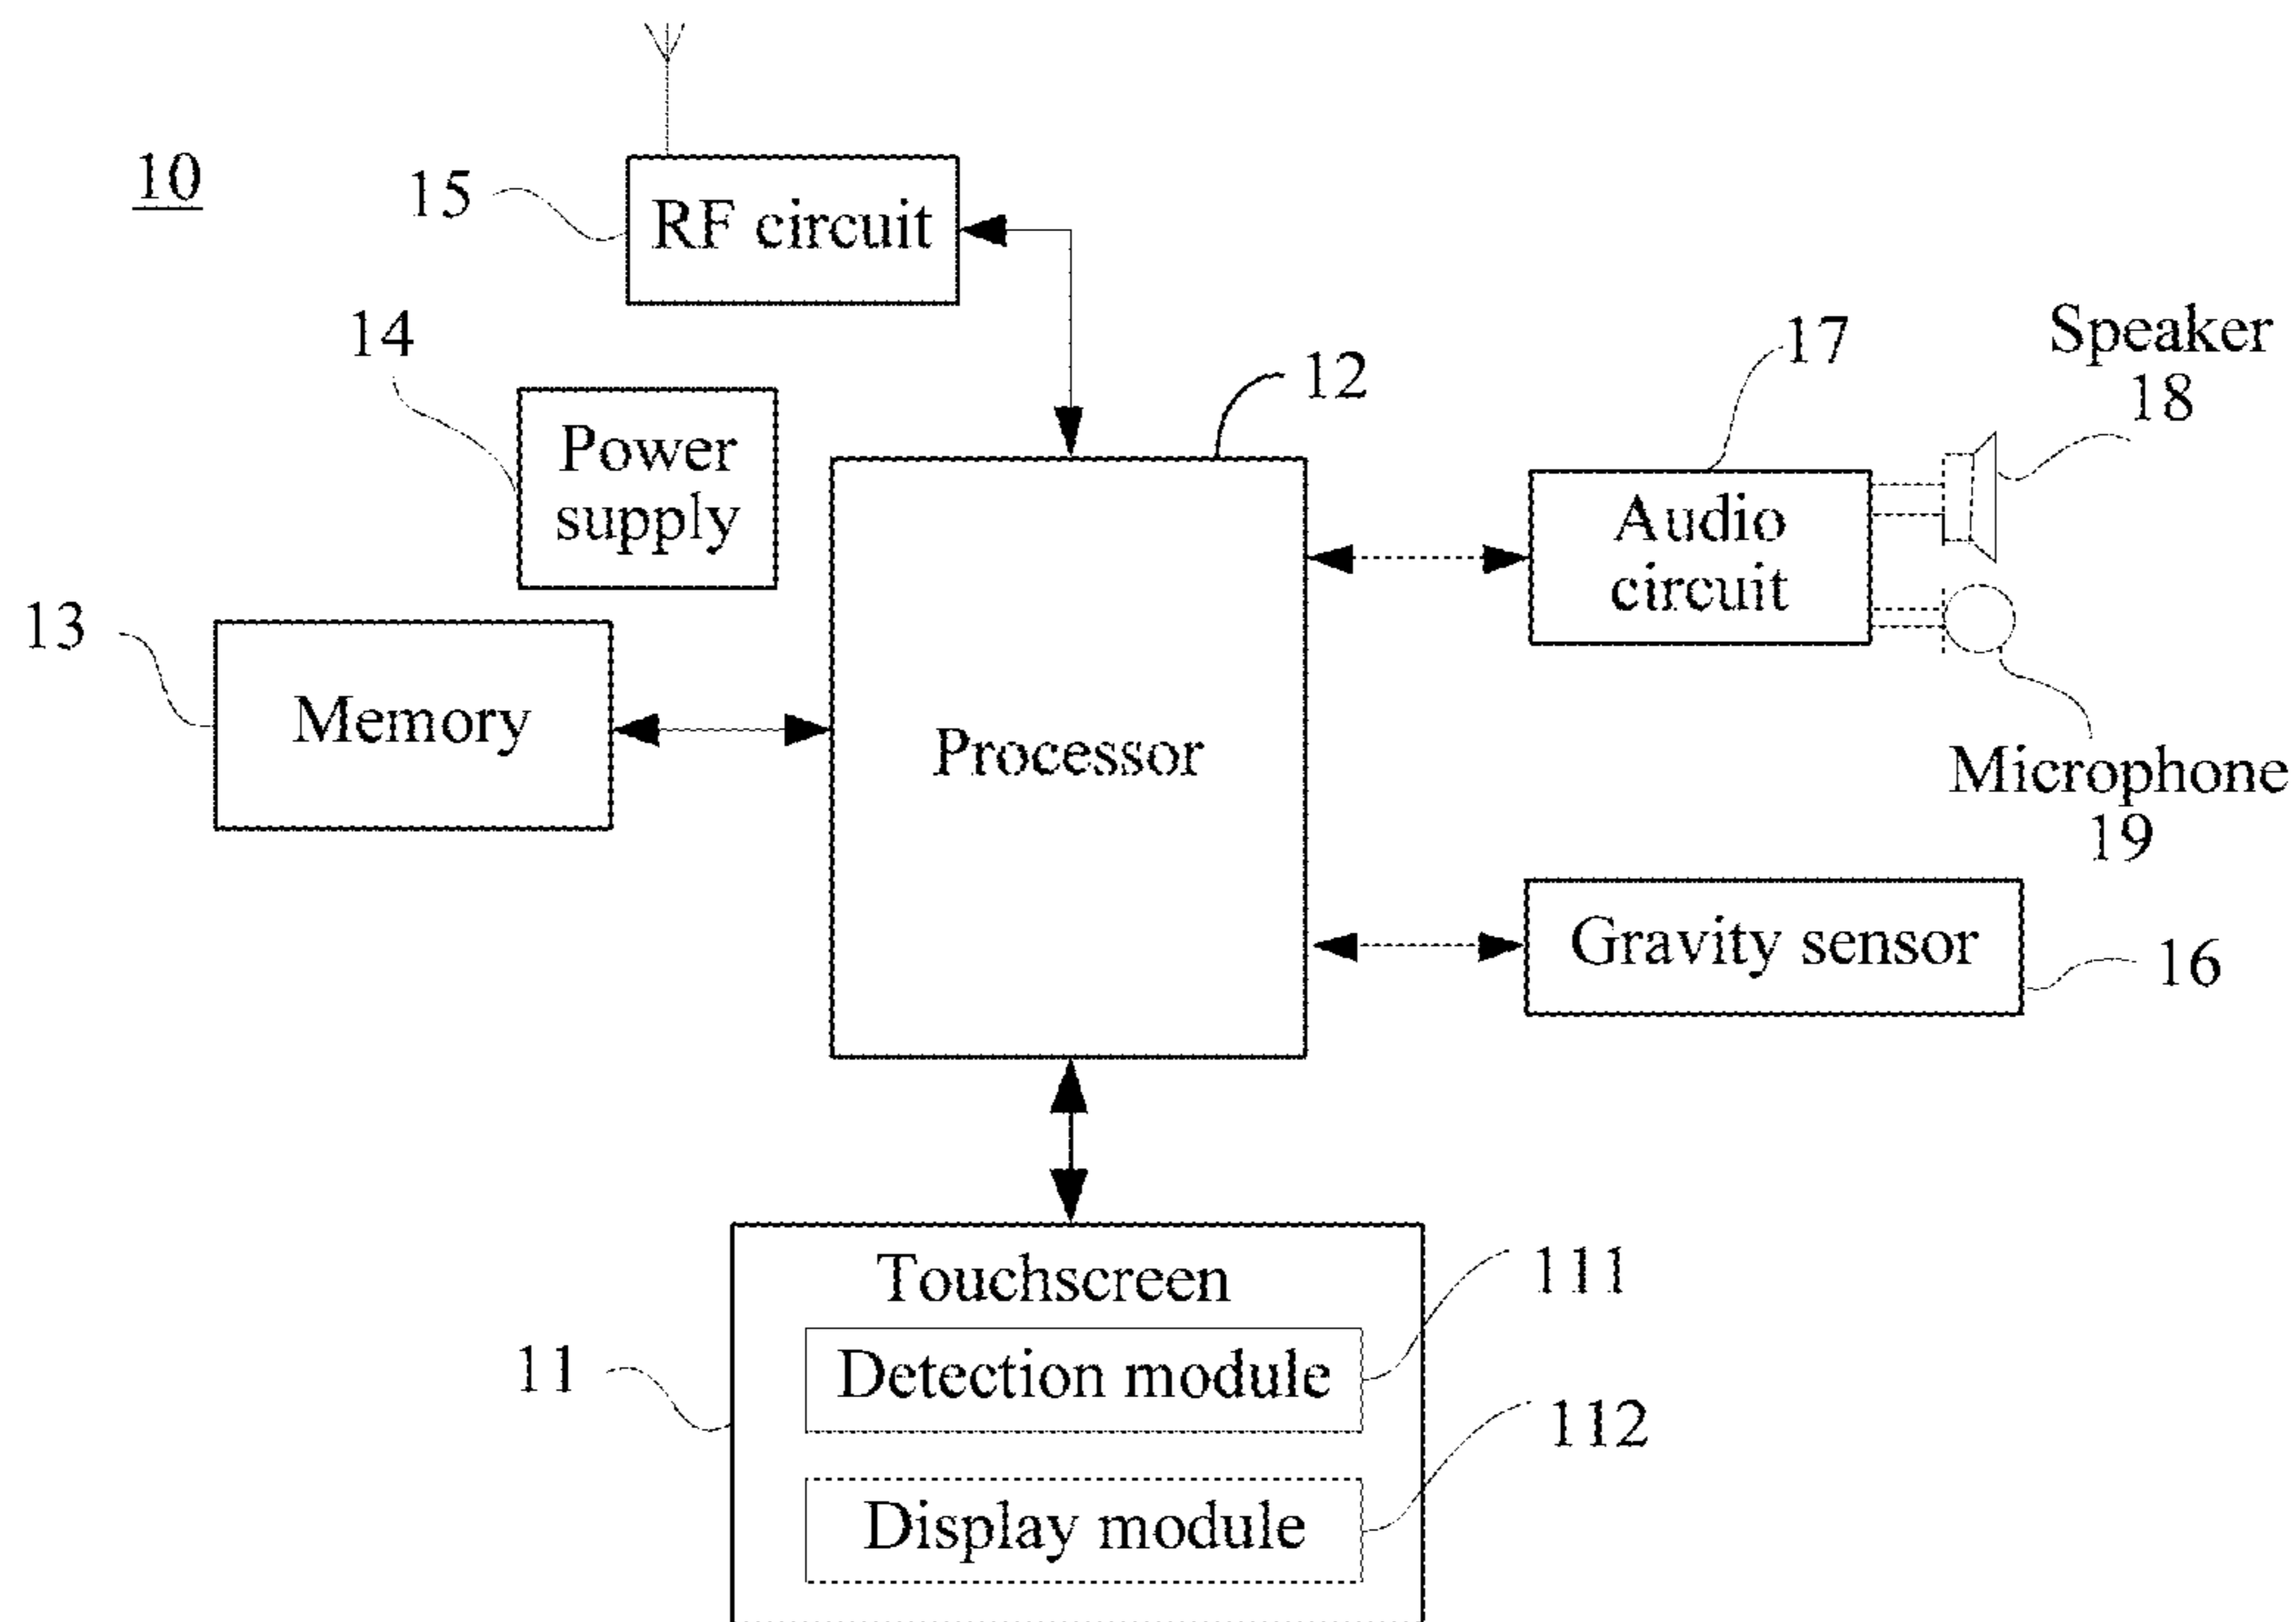 10
15
RF circuit
14
Power
supply
12
17
Speaker
18
Audio
circuit
13
Memory
Processor
Microphone
19
Gravity sensor
16
Touchscreen
111
11
Detection module
112
Display module